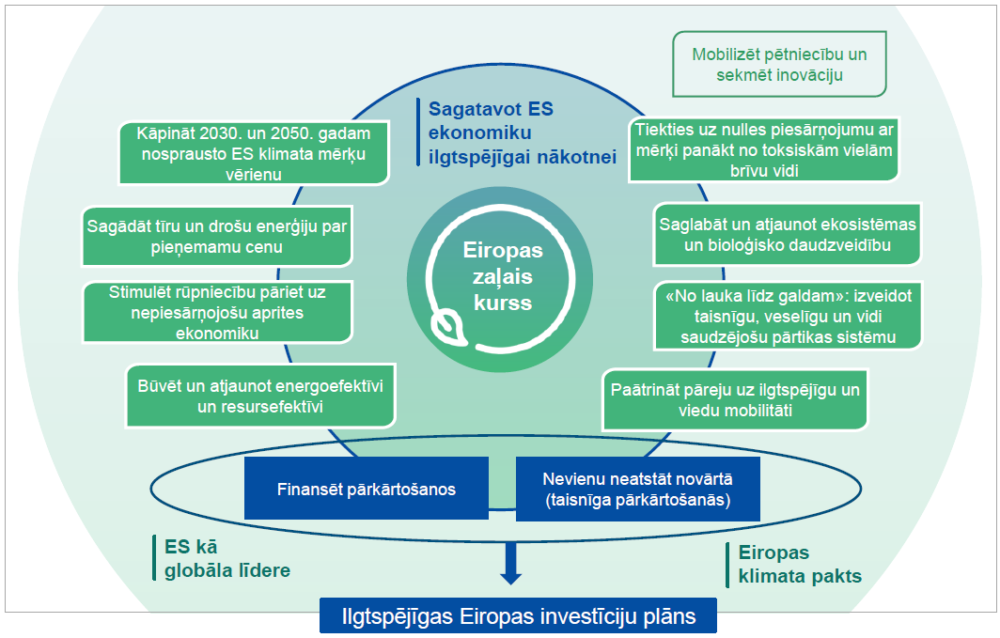 Mobilizēt pētniecību un
sekmēt inovāciju
Sagatavot ES
ekonomiku
ilgtspējīgai nākotnei
Kāpināt 2030. un 2050. gadam
nosprausto ES klimata mērķu
vērienu
Tiekties uz nulles piesārņojumu ar
mērķi panākt no toksiskām vielām
brīvu vidi
Sagādāt tīru un drošu enerģiju par
pieņemamu cenu
Saglabāt un atjaunot ekosistēmas
un bioloģisko daudzveidību
Eiropas
zaļais
kurss
Stimulēt rūpniecību pāriet uz
nepiesārņojošu aprites
ekonomiku
«No lauka līdz galdam»: izveidot
taisnīgu, veselīgu un vidi
saudzējošu pārtikas sistēmu
Būvēt un atjaunot energoefektīvi
un resursefektīvi
Paātrināt pāreju uz ilgtspējīgu un
viedu mobilitāti
Finansēt pārkārtošanos
Nevienu neatstāt novārtā
(taisnīga pārkārtošanās)
ES kā
globāla līdere
Eiropas
klimata pakts
Ilgtspējīgas Eiropas investīciju plāns